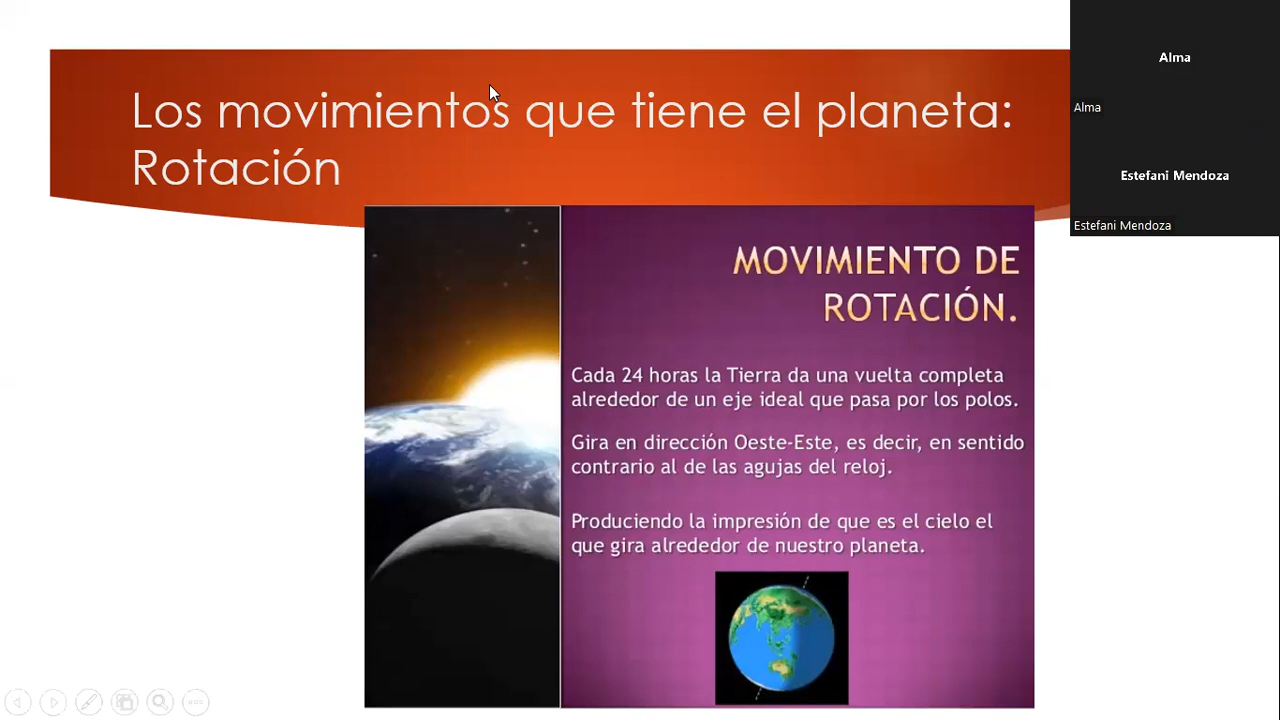 Los movimientos que tiene el planeta:
Rotación
MOVIMIENTO DE
ROTACIÓN.
Cada 24 horas la Tierra da una vuelta completa
alrededor de un eje ideal que pasa por los polos.
Gira en dirección Oeste-Este, es decir, en sentido
contrario al de las agujas del reloj.
Produciendo la impresión de que es el cielo el
que gira alrededor de nuestro planeta.
Alma
Alma
Estefani Mendoza
Estefani Mendoza